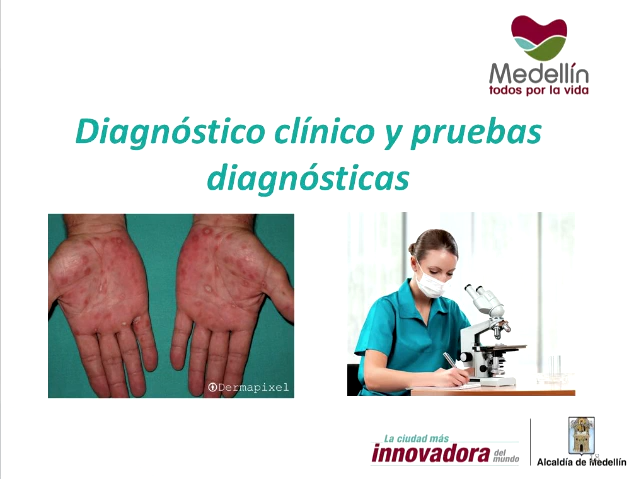 Medellín
todos por la vida
Diagnóstico clínico y pruebas
diagnósticas
Dermapixel
La ciudad más
innovadora del
mundo
Alcaldía de Medellín